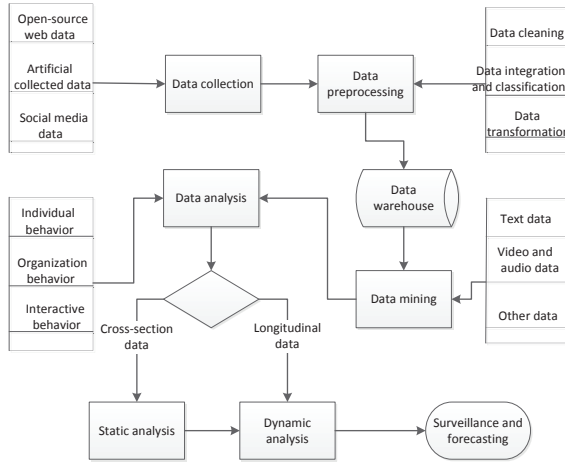 Open-source
web data
Artificial
collected data
Social media
data
Data collection
Data
preprocessing
Data cleaning
Data integration
and classification
Data
transformation
Data analysis
Data
warehouse
Individual
behavior
Organization
behavior
Interactive
behavior
Text data
Video and
audio data
Other data
Data mining
Cross-section
data
Longitudinal
data
Static analysis
Dynamic
analysis
Surveillance and
forecasting